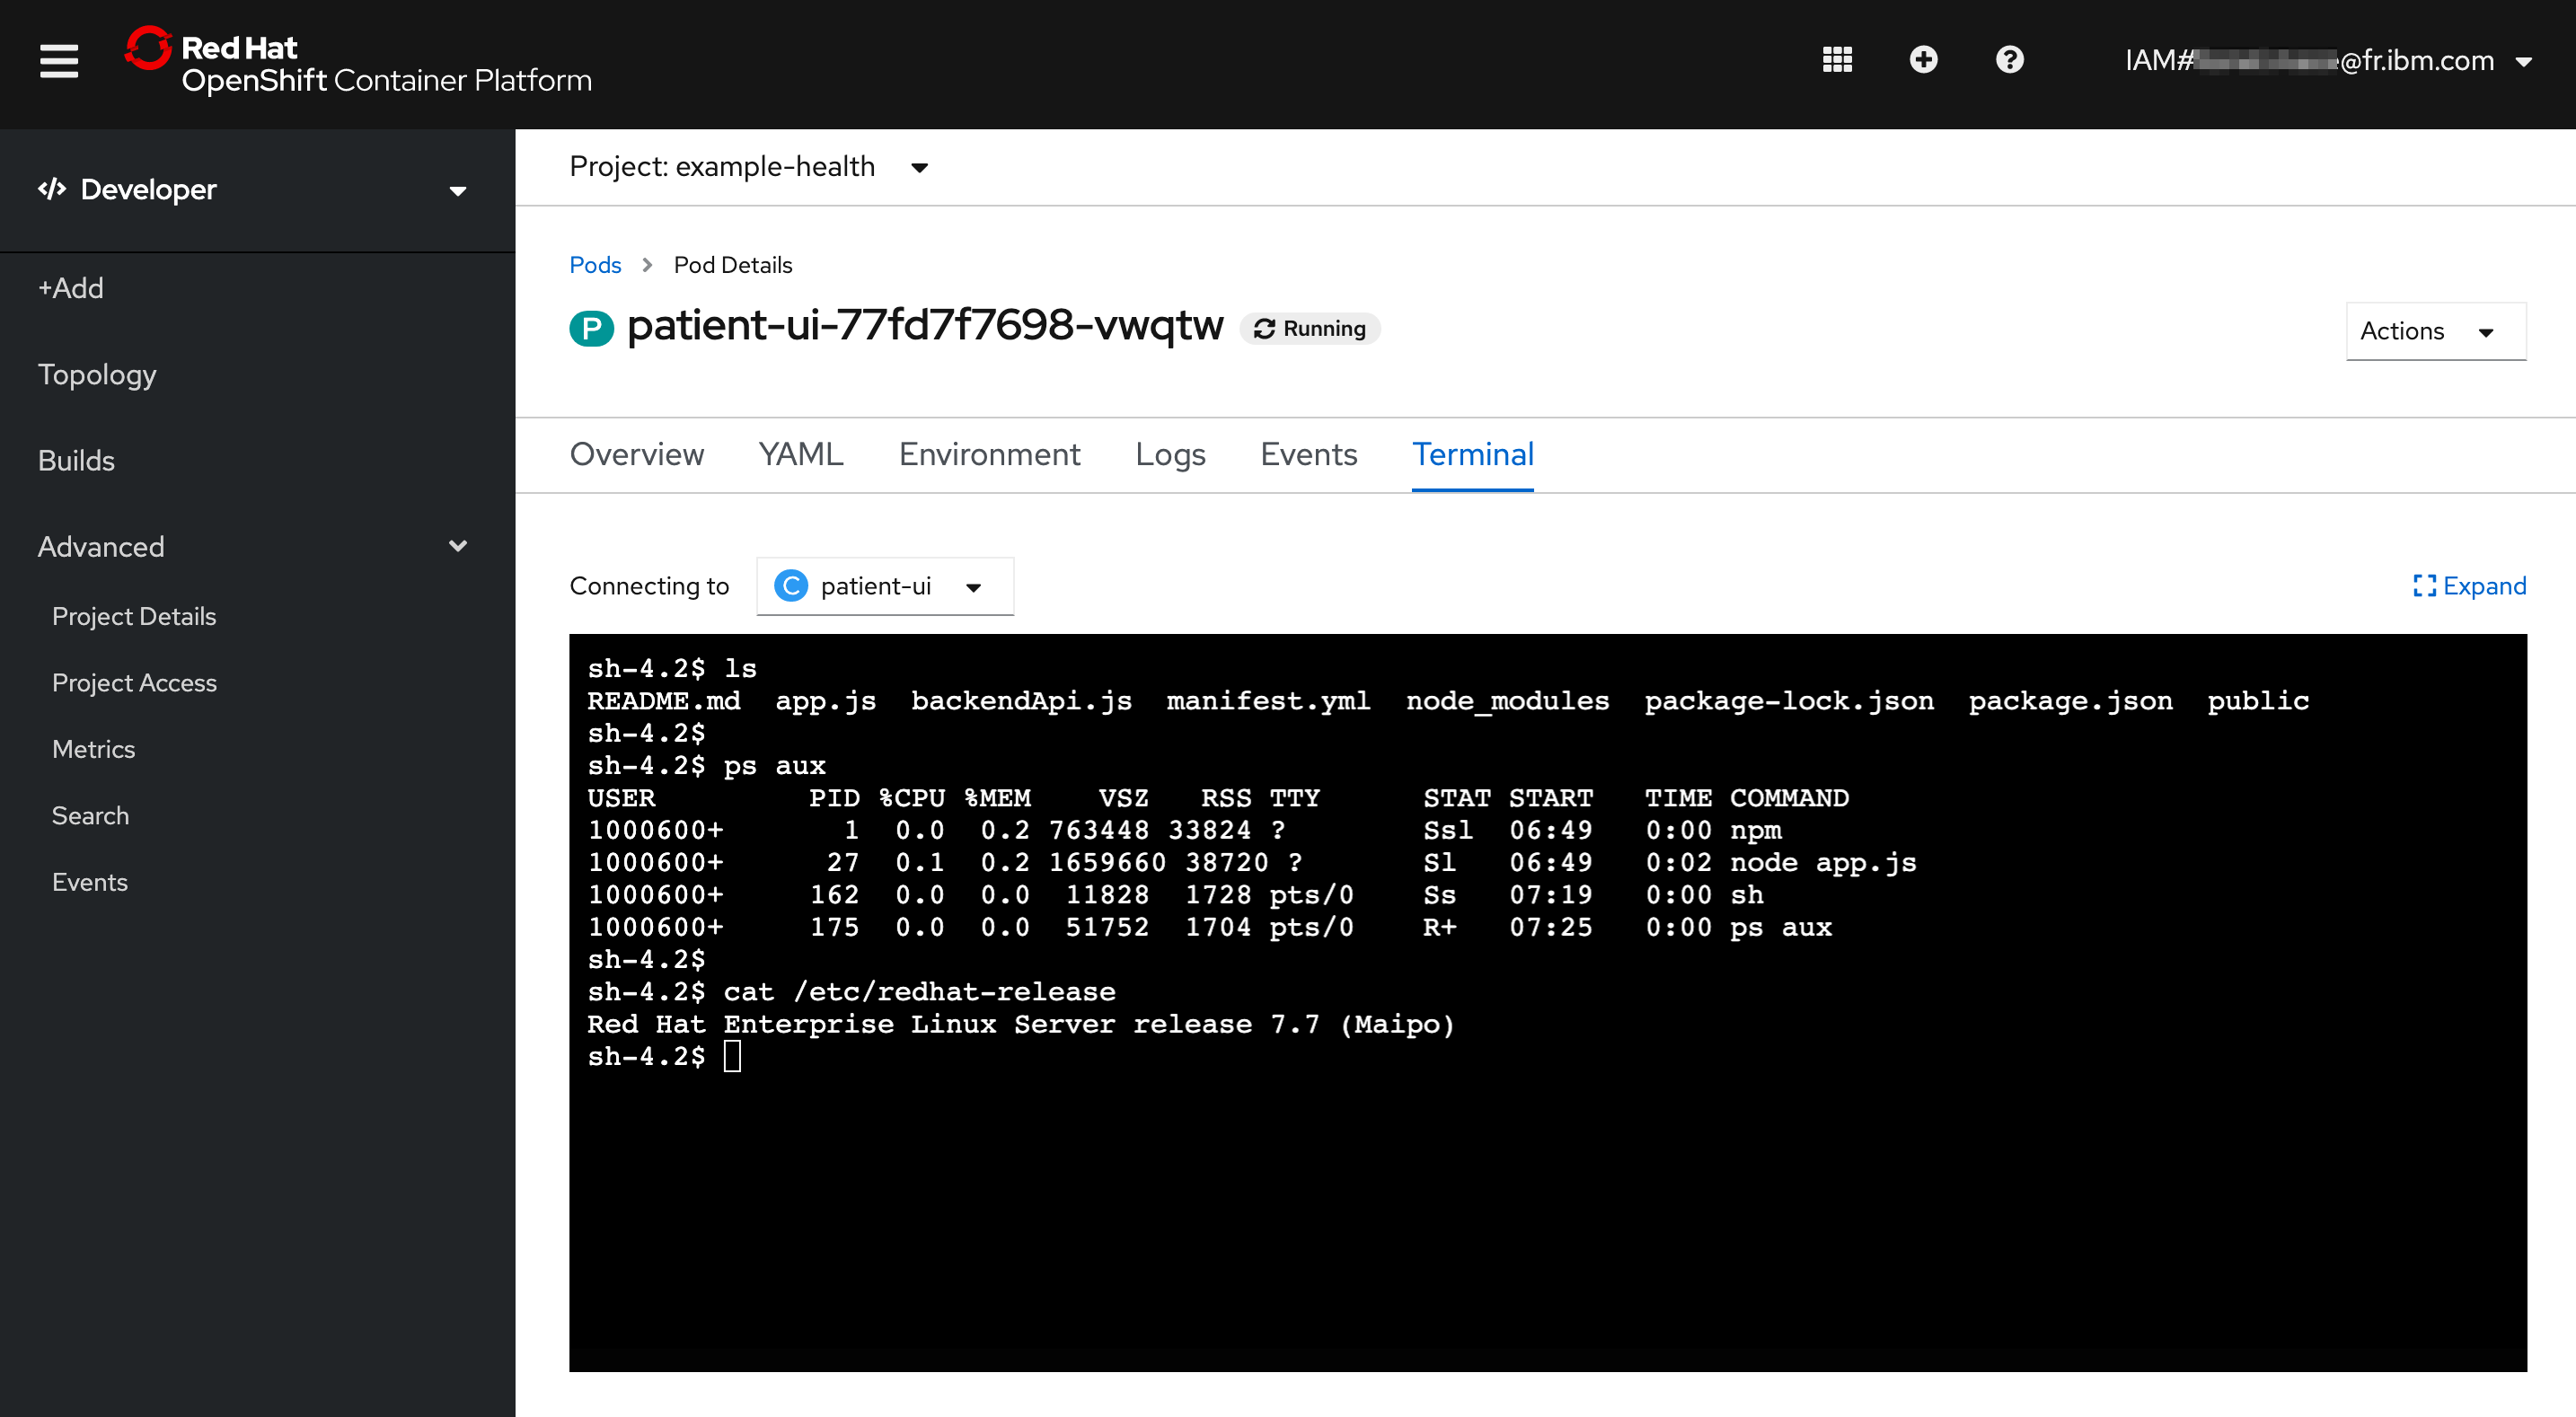 Red Hat
OpenShift Container Platform
IAM# @fr.ibm.com
Developer
+Add
Topology
Builds
Advanced
Project Details
Project Access
Metrics
Search
Events
Project: example-health
Pods > Pod Details
P patient-ui-77fd7f7698-vwqtw Running
Actions
Overview YAML Environment Logs Events Terminal
Connecting to C patient-ui
Expand
sh-4.2$ ls
README.md  app.js  backendApi.js  manifest.yml  node_modules  package-lock.json  package.json  public
sh-4.2$
sh-4.2$ ps aux
USER         PID %CPU %MEM    VSZ   RSS TTY      STAT START   TIME COMMAND
1000600+       1  0.0  0.2 763448 33824 ?        Ssl  06:49   0:00 npm
1000600+      27  0.1  0.2 1659660 38720 ?       Sl   06:49   0:02 node app.js
1000600+     162  0.0  0.0  11828  1728 pts/0    Ss   07:19   0:00 sh
1000600+     175  0.0  0.0  51752  1704 pts/0    R+   07:25   0:00 ps aux
sh-4.2$
sh-4.2$ cat /etc/redhat-release
Red Hat Enterprise Linux Server release 7.7 (Maipo)
sh-4.2$